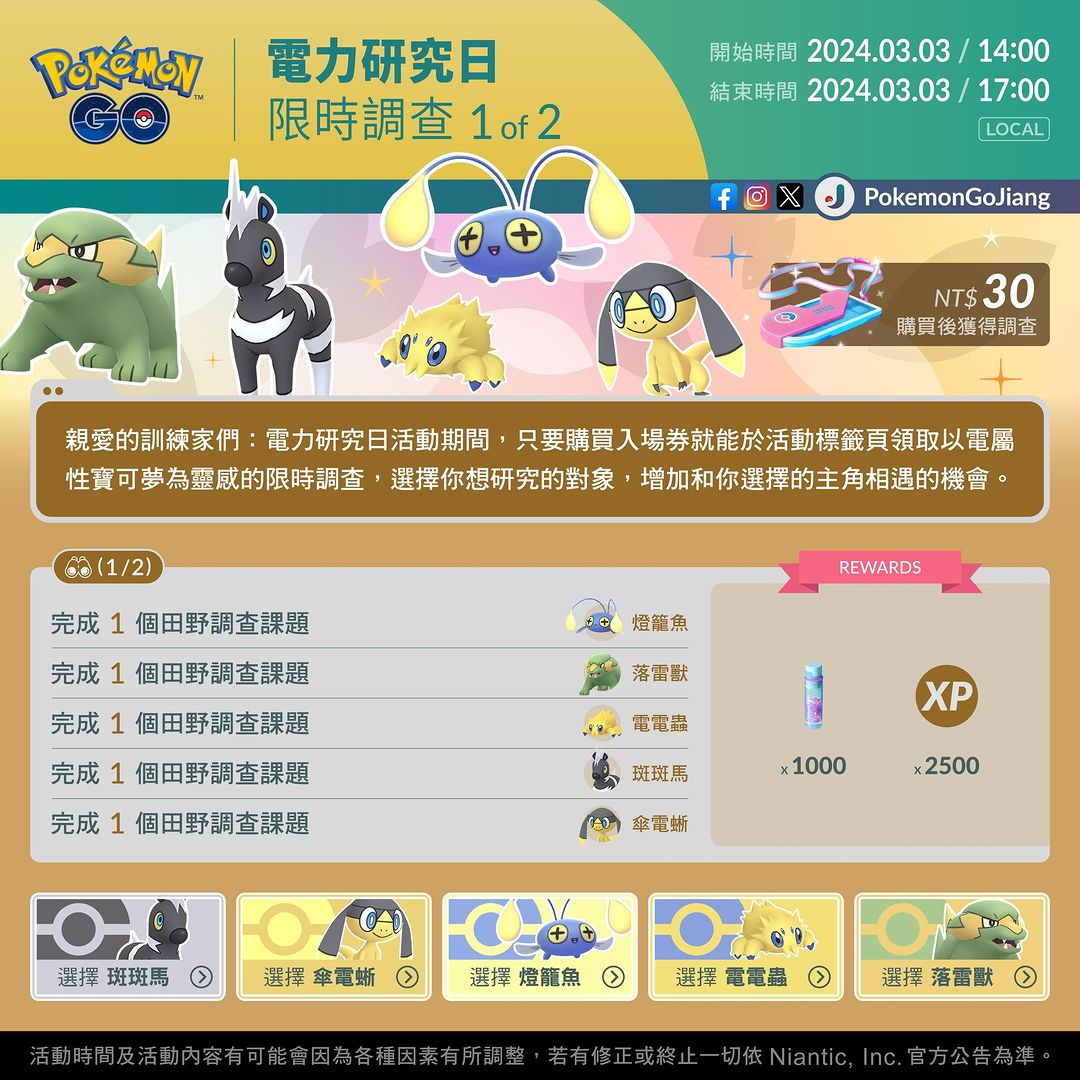 POKÉMON
GO
TM
電力研究日
限時調查 1 of 2
開始時間 2024.03.03 / 14:00
結束時間 2024.03.03 / 17:00
LOCAL
PokemonGoJiang
NT$ 30
購買後獲得調查
親愛的訓練家們：電力研究日活動期間，只要購買入場券就能於活動標籤頁領取以電屬
性寶可夢為靈感的限時調查，選擇你想研究的對象，增加和你選擇的主角相遇的機會。
(1/2)
REWARDS
完成 1 個田野調查課題 燈籠魚
完成 1 個田野調查課題 落雷獸
完成 1 個田野調查課題 電電蟲
完成 1 個田野調查課題 斑斑馬
完成 1 個田野調查課題 傘電蜥
XP
x1000 x2500
選擇 斑斑馬
選擇 傘電蜥
選擇 燈籠魚
選擇 電電蟲
選擇 落雷獸
活動時間及活動內容有可能會因為各種因素有所調整，若有修正或終止一切依 Niantic, Inc. 官方公告為準。